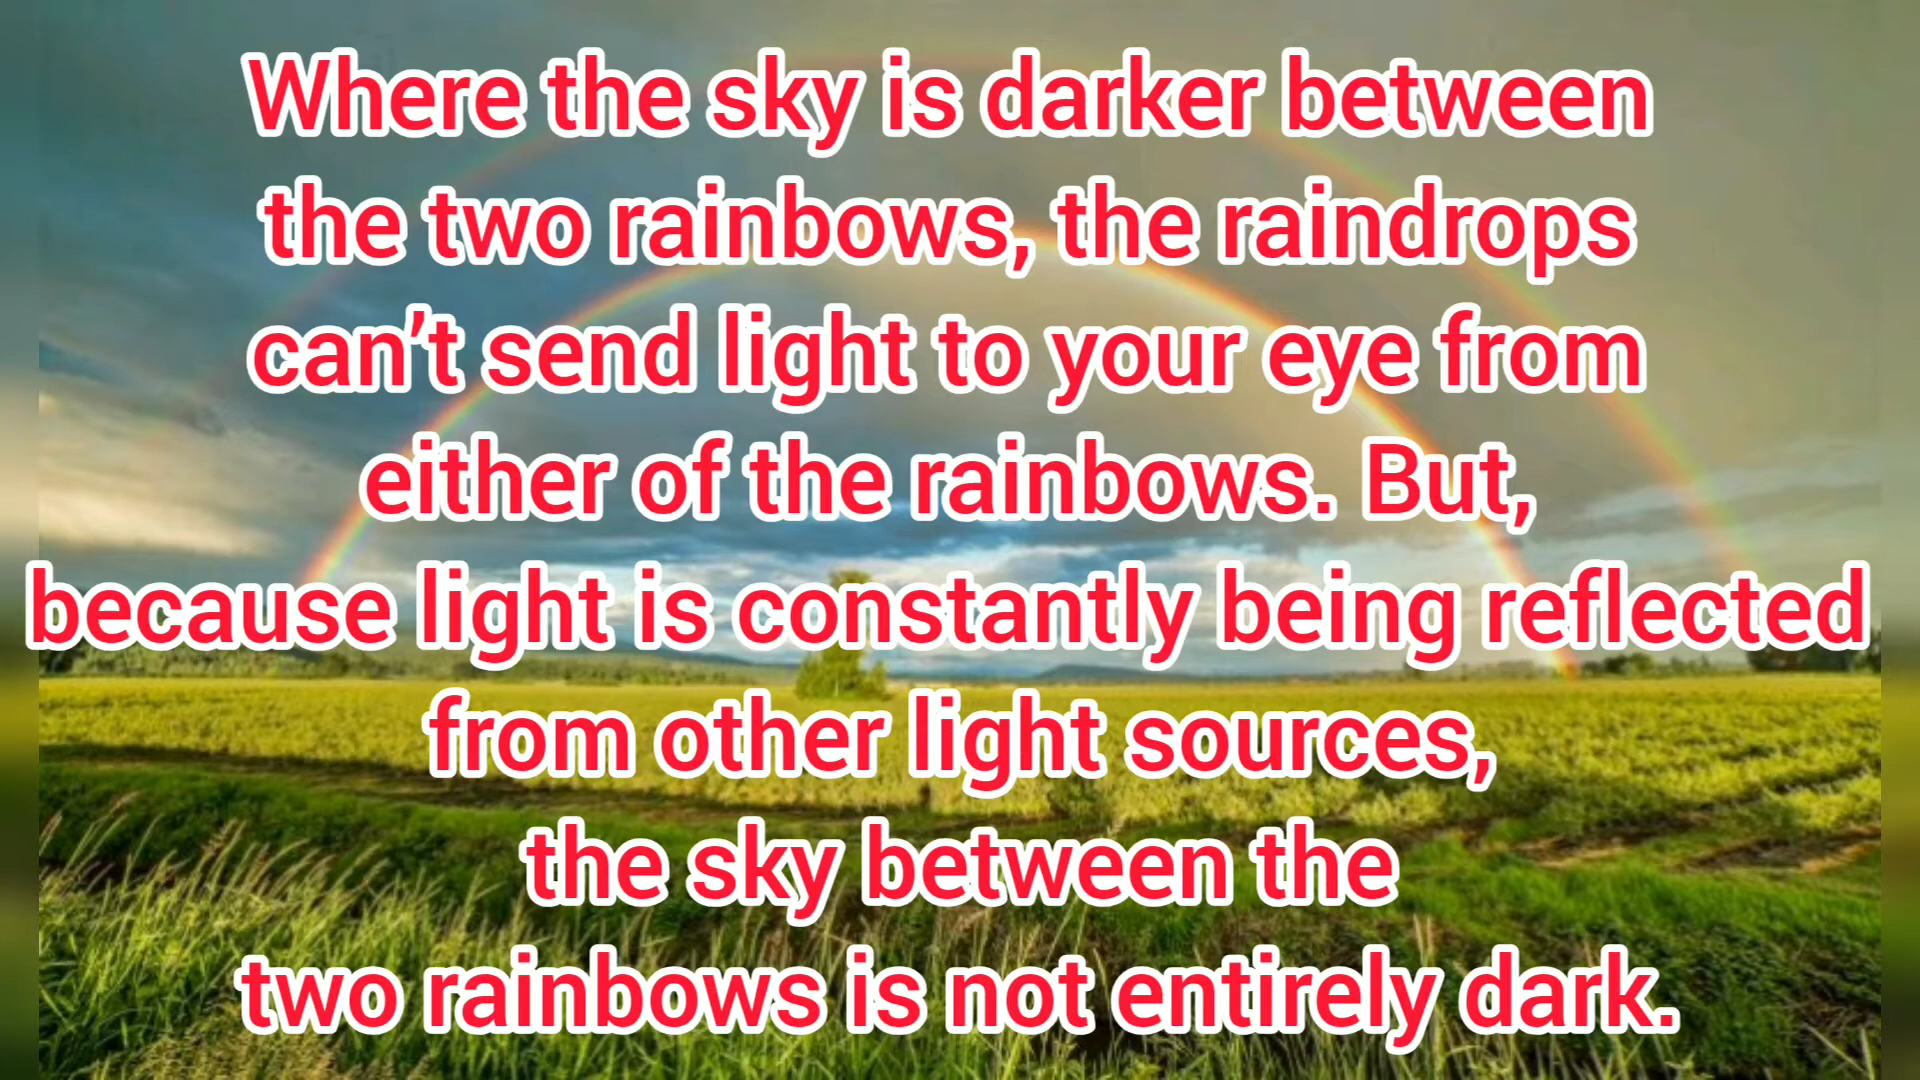 Where the sky is darker between
the two rainbows, the raindrops
can’t send light to your eye from
either of the rainbows. But,
because light is constantly being reflected
from other light sources,
the sky between the
two rainbows is not entirely dark.